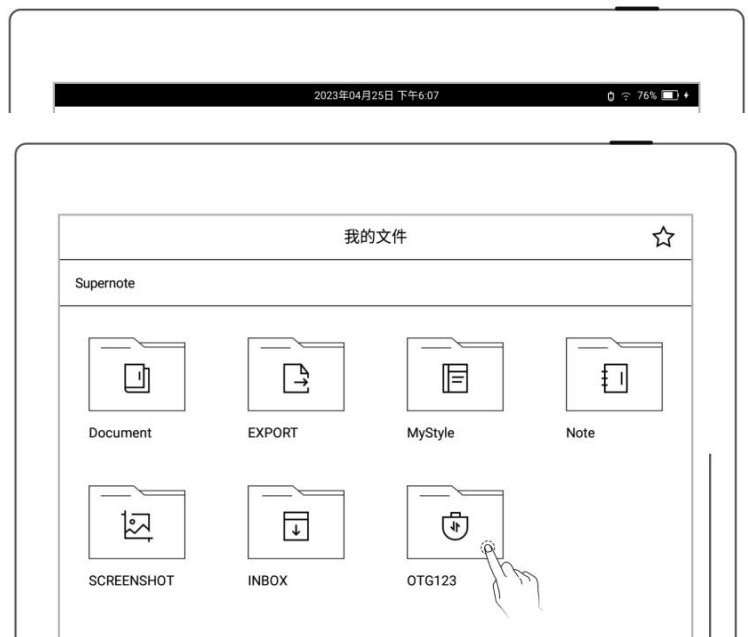 2023年04月25日 下午6:07 76%
我的文件
Supernote
Document EXPORT MyStyle Note
SCREENSHOT INBOX OTG123